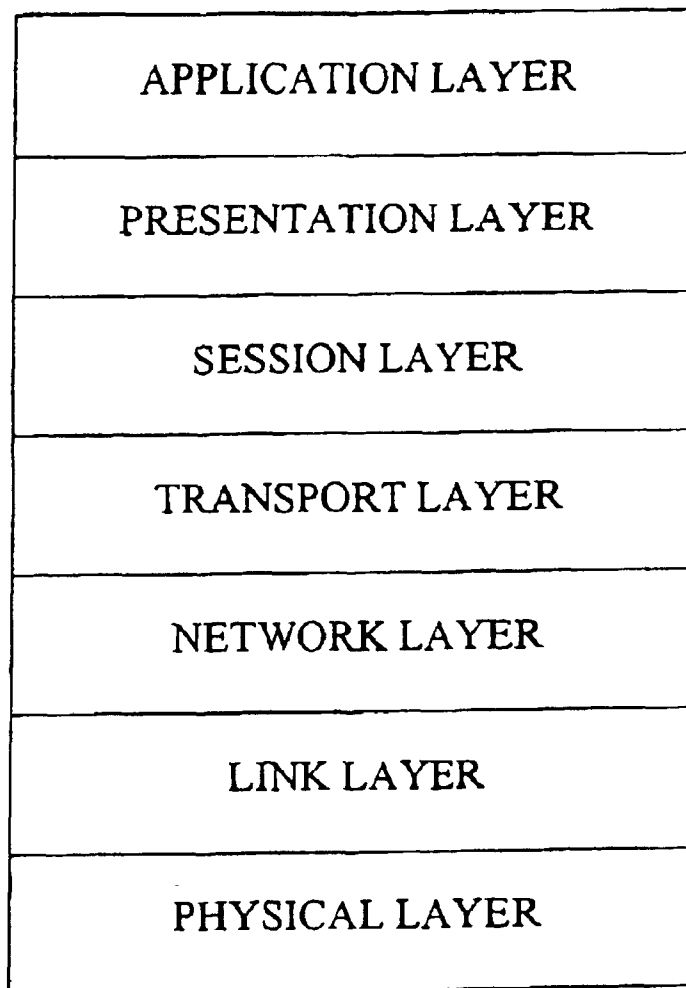 APPLICATION LAYER
PRESENTATION LAYER
SESSION LAYER
TRANSPORT LAYER
NETWORK LAYER
LINK LAYER
PHYSICAL LAYER